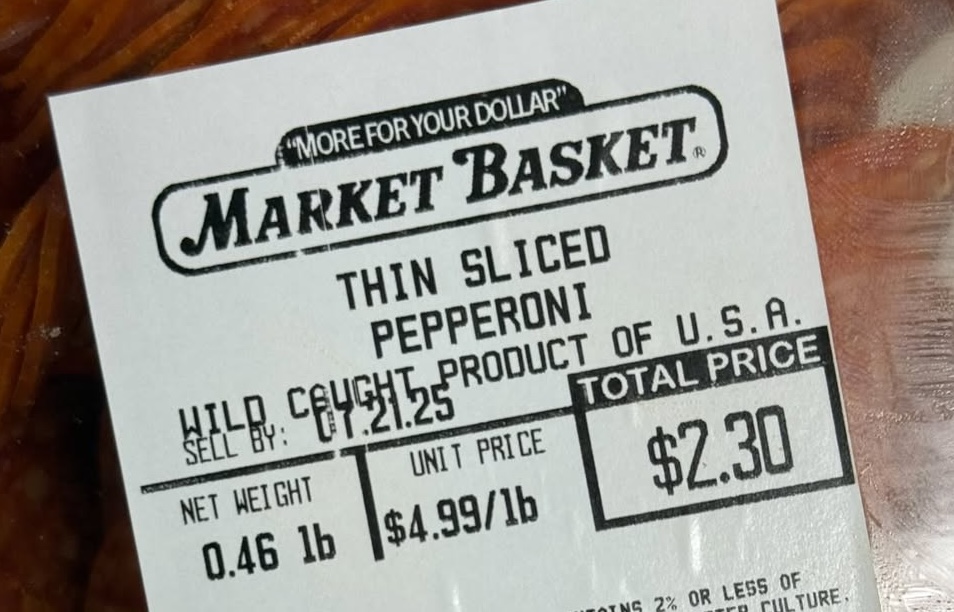 "MORE FOR YOUR DOLLAR"
MARKET BASKET®
THIN SLICED
PEPPERONI
WILD CAUGHT PRODUCT OF U.S.A.
SELL BY: 07.21.25
TOTAL PRICE
$2.30
NET WEIGHT
0.46 lb
UNIT PRICE
$4.99/lb
2% OR LESS OF
CULTURE,